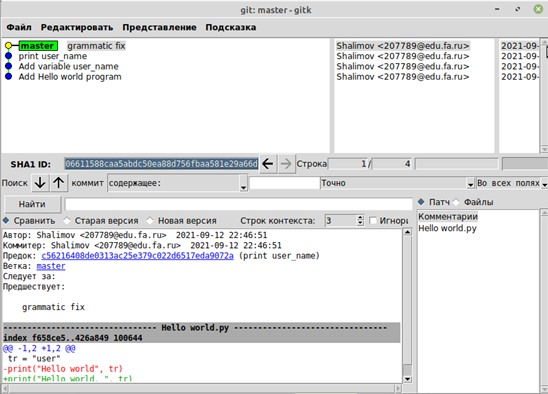 git: master - gitk
Файл Редактировать Представление Подсказка
master grammatic fix
print user_name
Add variable user_name
Add Hello world program
Shalimov <207789@edu.fa.ru>
Shalimov <207789@edu.fa.ru>
Shalimov <207789@edu.fa.ru>
Shalimov <207789@edu.fa.ru>
2021-09-
2021-09-
2021-09-
2021-09-
SHA1 ID: 06611588caa5abdc50ea88d756fbaa581e29a66d Строка 1 / 4
Поиск коммит содержащее: Точно Во всех полях
Найти
Сравнить Старая версия Новая версия Строк контекста: 3 Игнори
Патч Файлы
Автор: Shalimov <207789@edu.fa.ru> 2021-09-12 22:46:51
Коммитер: Shalimov <207789@edu.fa.ru> 2021-09-12 22:46:51
Предок: c56216408de0313ac25e379c022d6517eda9072a (print user_name)
Ветка: master
Следует за:
Предшествует:
grammatic fix
-------------------------------- Hello world.py --------------------------------
index f658ce5..426a849 100644
@@ -1,2 +1,2 @@
tr = "user"
-print("Hello world", tr)
+print("Hello world, ", tr)
Комментарии
Hello world.py